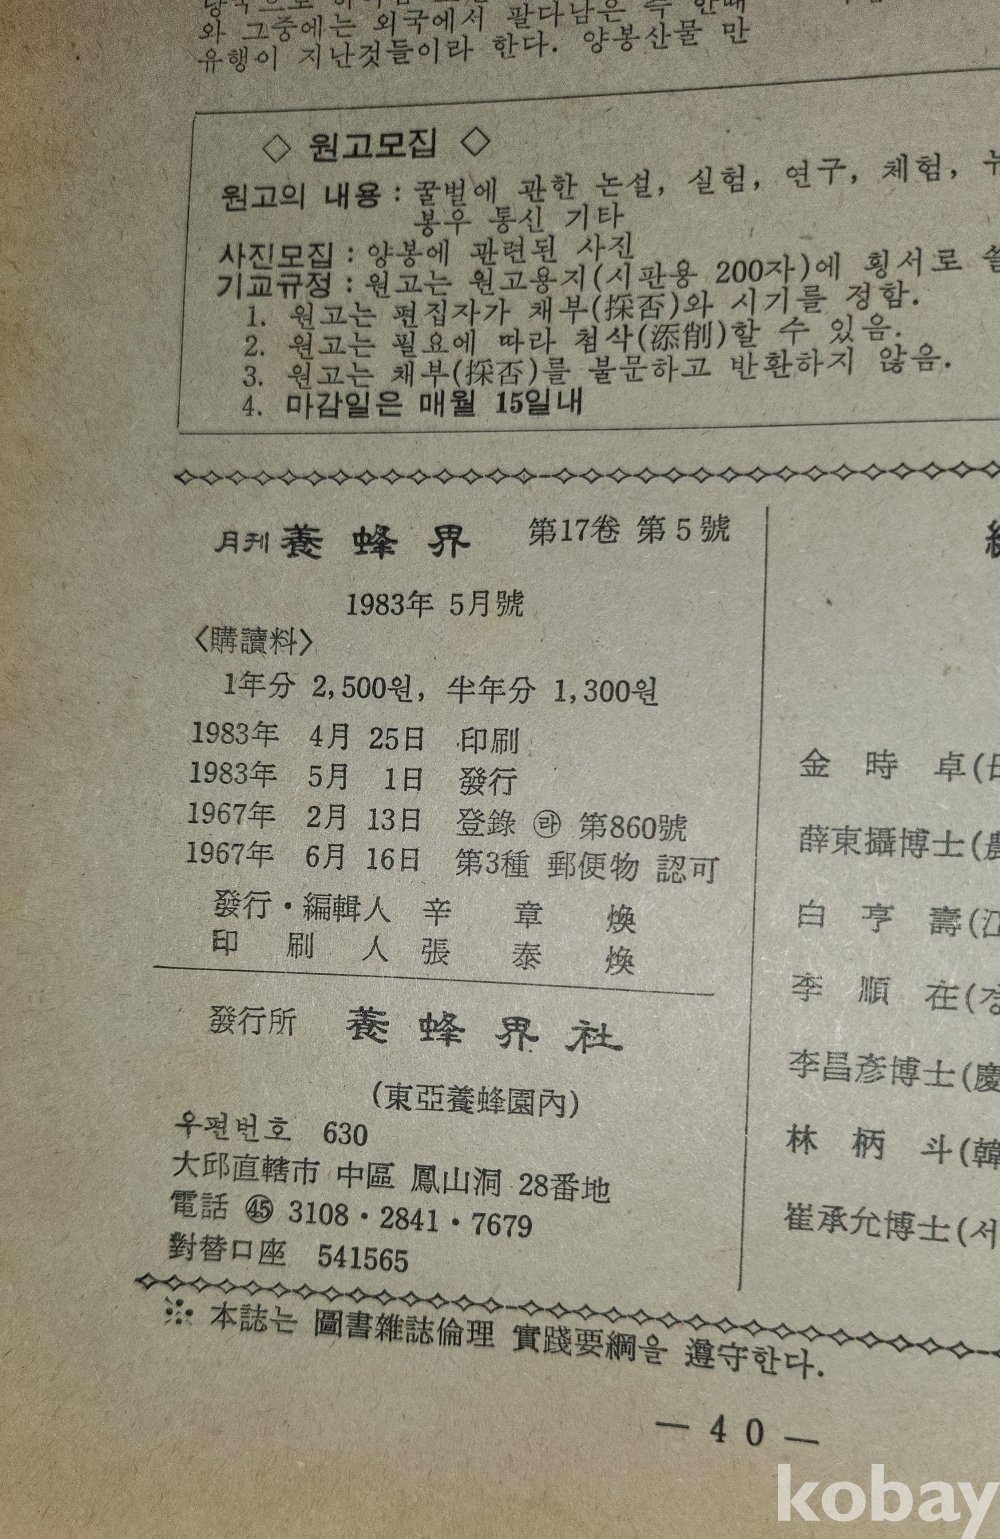 와 그중에는 외국에서 팔다남은 즉 한때
유행이 지난것들이라 한다. 양봉산물 만
◇ 원고모집 ◇
원고의 내용 : 꿀벌에 관한 논설, 실험, 연구, 체험,
봉우 통신 기타
사진모집 : 양봉에 관련된 사진
기교규정 : 원고는 원고용지(시판용 200자)에 횡서로
1. 원고는 편집자가 채부(採否)와 시기를 정함.
2. 원고는 필요에 따라 첨삭(添削)할 수 있음.
3. 원고는 채부(採否)를 불문하고 반환하지 않음.
4. 마감일은 매월 15일내
月刊 養蜂界 第17卷 第5號
1983年 5月號
〈購讀料〉
1年分 2,500원, 半年分 1,300원
1983年 4月 25日 印刷
1983年 5月 1日 發行
1967年 2月 13日 登錄 ㉣ 第860號
1967年 6月 16日 第3種 郵便物 認可
發行・編輯人 辛章煥
印刷人 張泰煥
發行所 養蜂界社
(東亞養蜂園內)
우편번호 630
大邱直轄市 中區 鳳山洞 28番地
電話 ㊺ 3108・2841・7679
對替口座 541565
金時卓(
薛東攝博士(農
白亨壽(江
李順在(경
李昌彥博士(慶
林柄斗(韓
崔承允博士(서
※ 本誌는 圖書雜誌倫理 實踐要綱을 遵守한다.
— 40 —
kobay